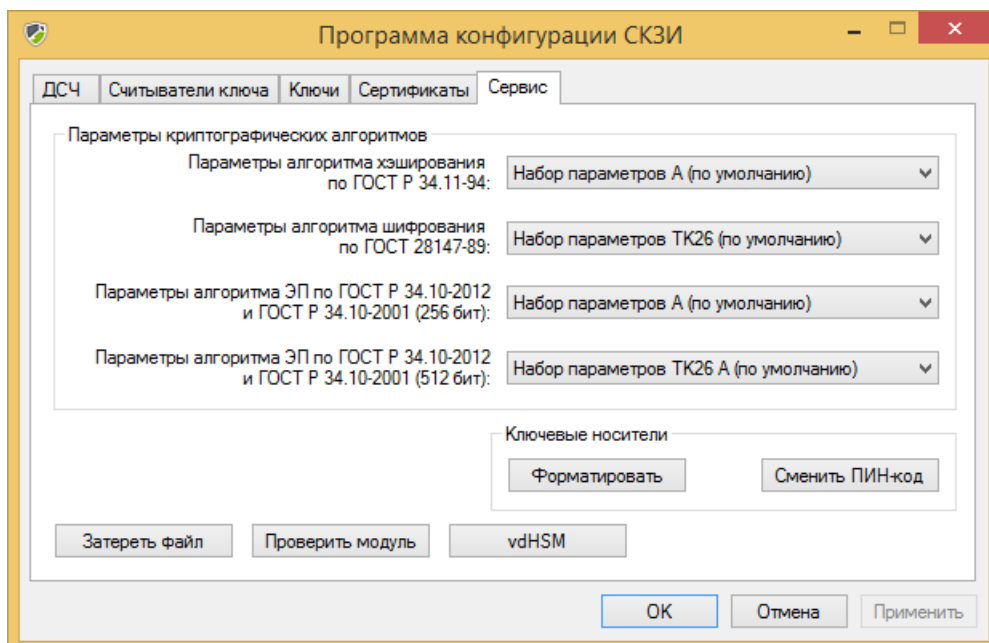 Программа конфигурации СКЗИ
ДСЧ
Считыватели ключа
Ключи
Сертификаты
Сервис
Параметры криптографических алгоритмов
Параметры алгоритма хэширования
по ГОСТ Р 34.11-94:
Набор параметров А (по умолчанию)
Параметры алгоритма шифрования
по ГОСТ 28147-89:
Набор параметров ТК26 (по умолчанию)
Параметры алгоритма ЭП по ГОСТ Р 34.10-2012
и ГОСТ Р 34.10-2001 (256 бит):
Набор параметров А (по умолчанию)
Параметры алгоритма ЭП по ГОСТ Р 34.10-2012
и ГОСТ Р 34.10-2001 (512 бит):
Набор параметров ТК26 А (по умолчанию)
Ключевые носители
Форматировать
Сменить ПИН-код
Затереть файл
Проверить модуль
vdHSM
OK
Отмена
Применить